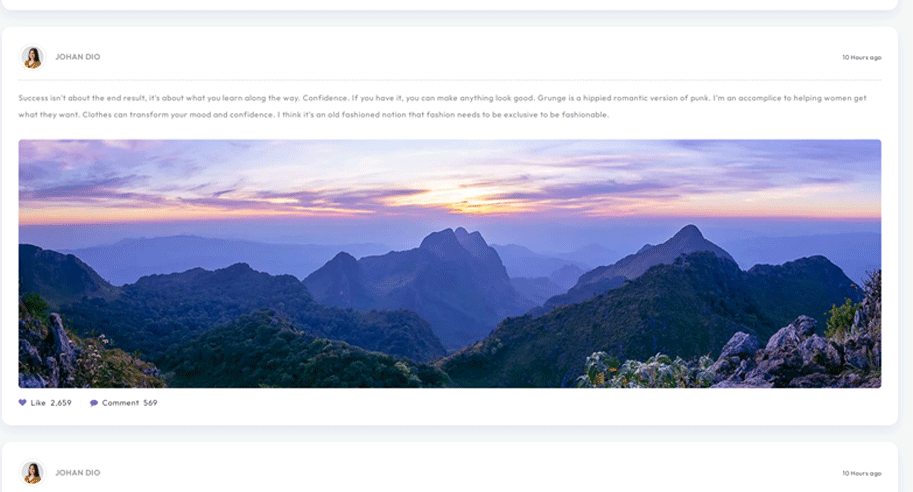 JOHAN DIO
10 Hours ago
Success isn't about the end result, it's about what you learn along the way. Confidence. If you have it, you can make anything look good. Grunge is a hippied romantic version of punk. I'm an accomplice to helping women get
what they want. Clothes can transform your mood and confidence. I think it's an old fashioned notion that fashion needs to be exclusive to be fashionable.
Like 2,659 Comment 569
JOHAN DIO
10 Hours ago